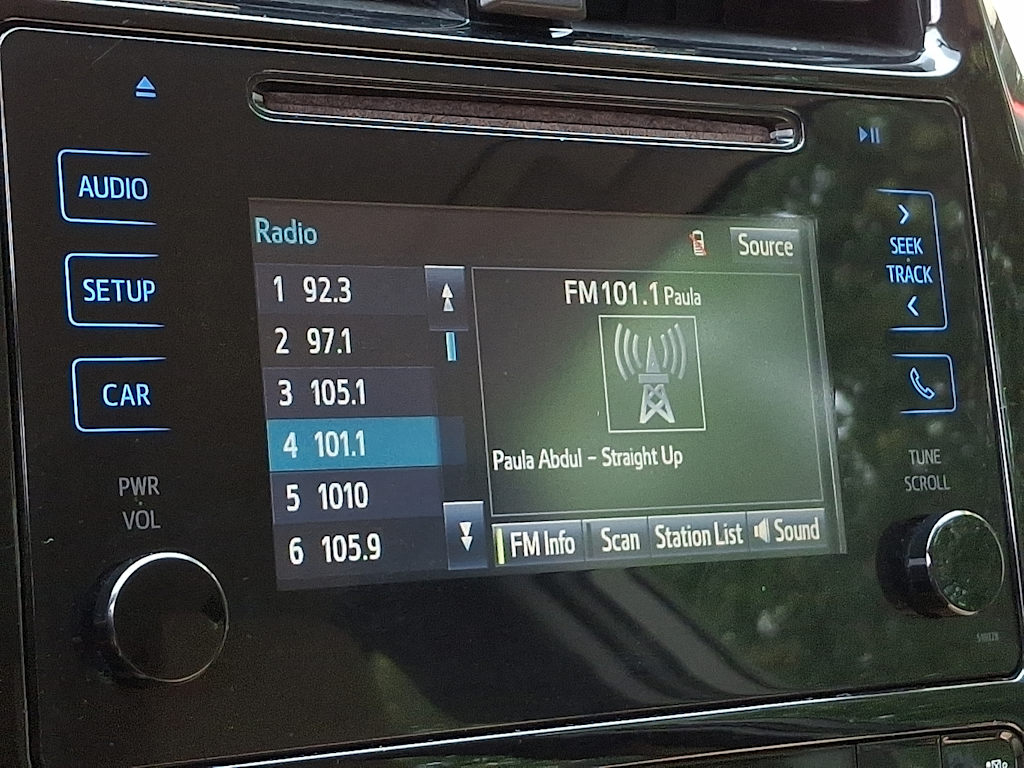 AUDIO
SETUP
CAR
PWR
VOL
Radio
Source
1 92.3
2 97.1
3 105.1
4 101.1
5 1010
6 105.9
FM 101.1 Paula
Paula Abdul - Straight Up
FM Info
Scan
Station List
Sound
SEEK
TRACK
TUNE
SCROLL